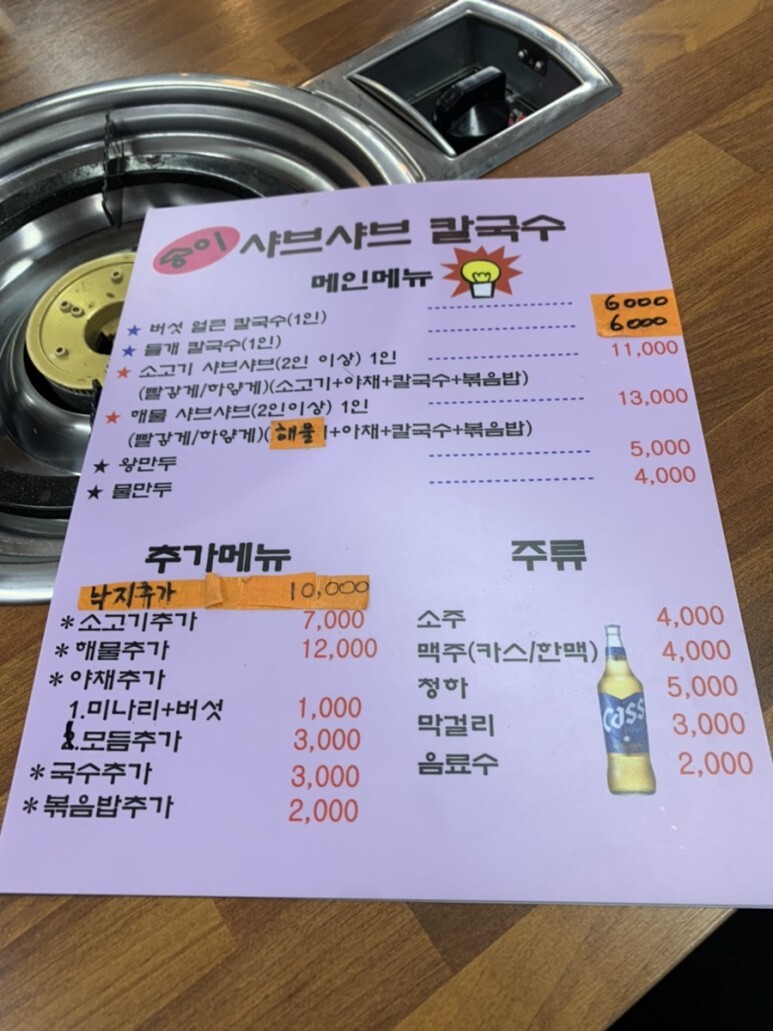 송이 샤브샤브 칼국수
메인메뉴
★ 버섯 얼큰 칼국수(1인) 6000
★ 들개 칼국수(1인) 6000
★ 소고기 샤브샤브(2인 이상) 1인 11,000
(빨강게/하양게)(소고기+야채+칼국수+볶음밥)
★ 해물 샤브샤브(2인이상) 1인 13,000
(빨강게/하양게)(해물+야채+칼국수+볶음밥)
★ 왕만두 5,000
★ 물만두 4,000
추가메뉴
낙지추가 10,000
*소고기추가 7,000
*해물추가 12,000
*야채추가
1.미나리+버섯 1,000
2.모듬추가 3,000
*국수추가 3,000
*볶음밥추가 2,000
주류
소주 4,000
맥주(카스/한맥) 4,000
청하 5,000
막걸리 3,000
음료수 2,000
cass